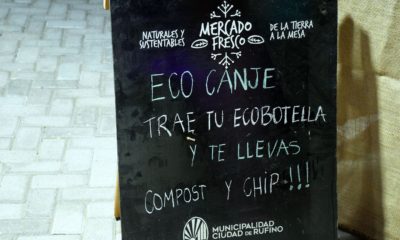 MERCADO
FRESCO
NATURALES Y
SUSTENTABLES
DE LA TIERRA
A LA MESA
ECO CANJE
TRAE TU ECOBOTELLA
Y TE LLEVAS
COMPOST Y CHIP!!!
MUNICIPALIDAD
CIUDAD DE RUFINO